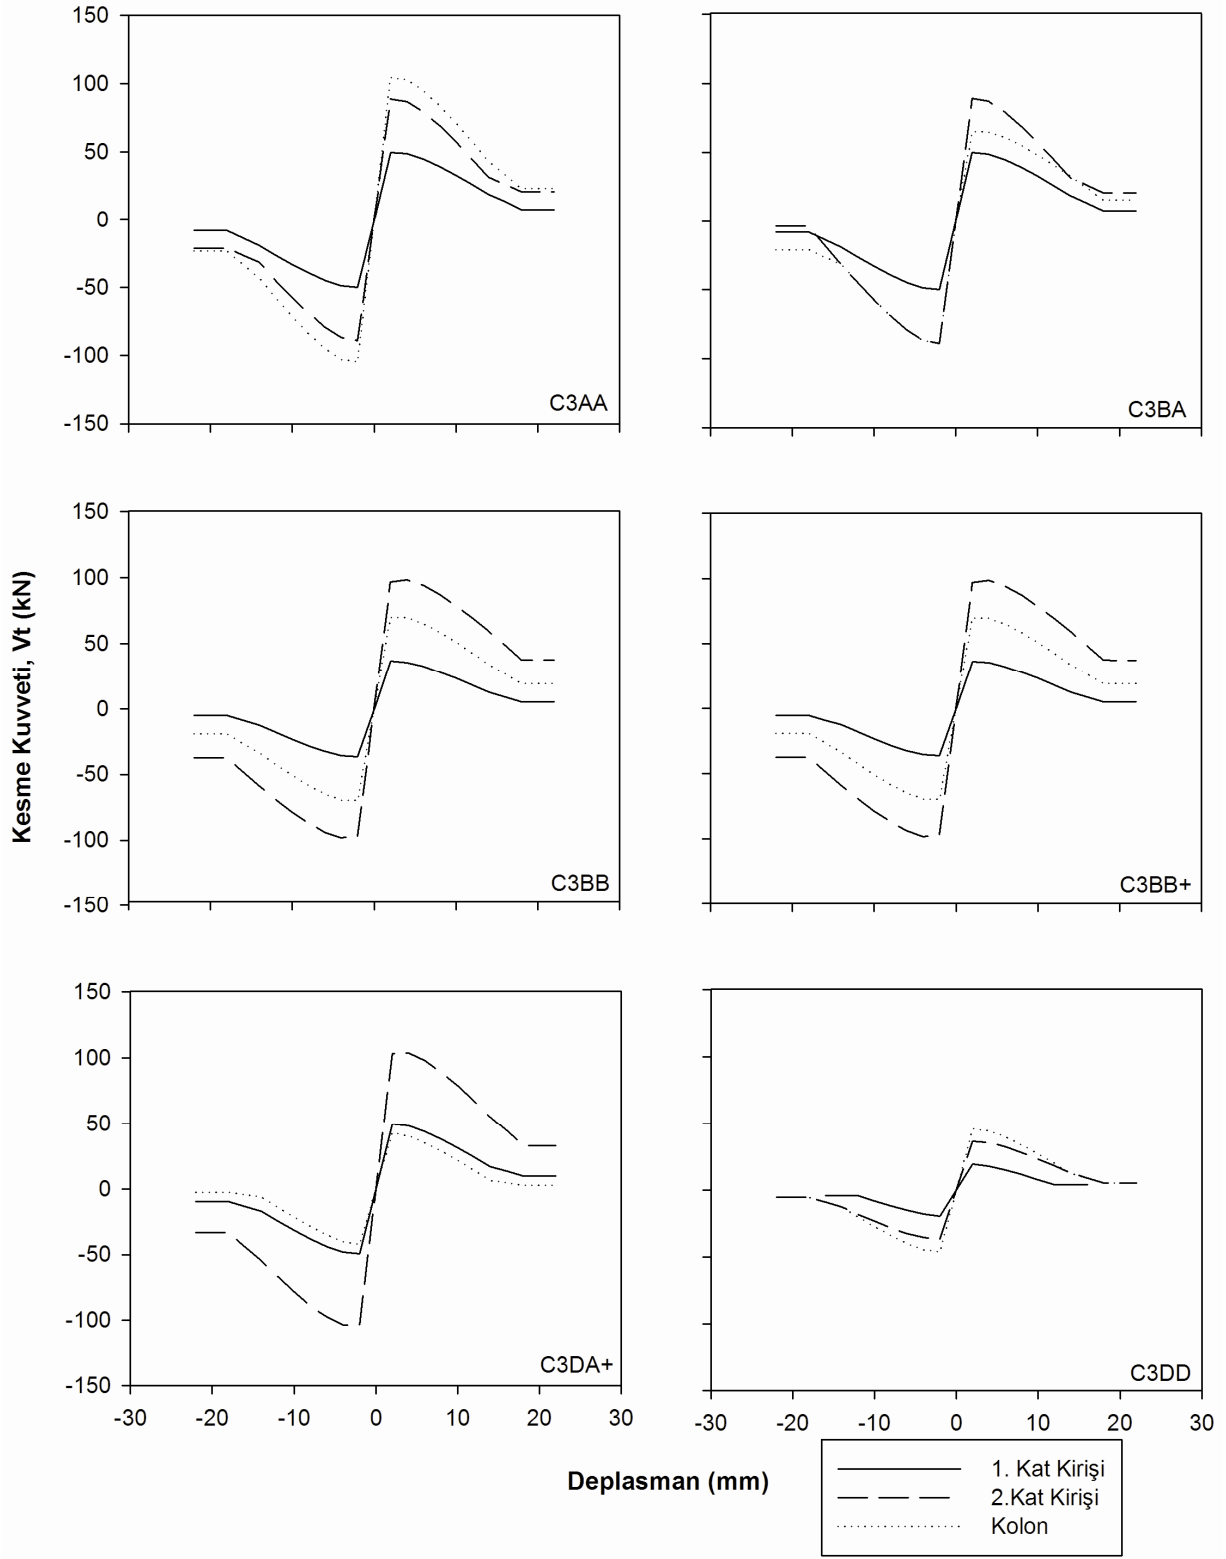 150
100
50
0
-50
-100
-150
C3AA
C3BA
150
100
50
0
-50
-100
-150
C3BB
C3BB+
Kesme Kuvveti, Vt (kN)
150
100
50
0
-50
-100
-150
C3DA+
C3DD
-30 -20 -10 0 10 20 30
-30 -20 -10 0 10 20 30
Deplasman (mm)
1. Kat Kirişi
2.Kat Kirişi
Kolon